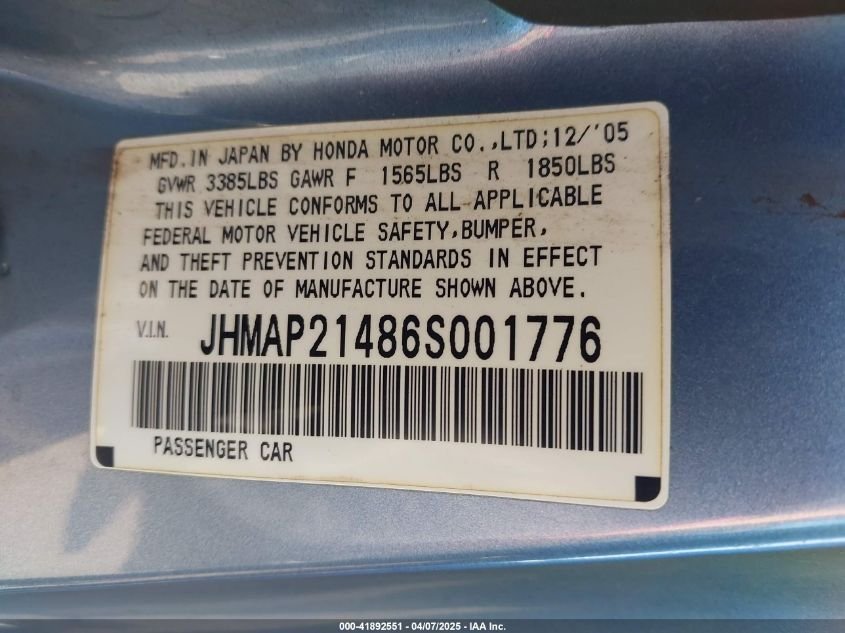 MFD. IN JAPAN BY HONDA MOTOR CO.,LTD;12/'05
GVWR 3385LBS GAWR F 1565LBS R 1850LBS
THIS VEHICLE CONFORMS TO ALL APPLICABLE
FEDERAL MOTOR VEHICLE SAFETY,BUMPER,
AND THEFT PREVENTION STANDARDS IN EFFECT
ON THE DATE OF MANUFACTURE SHOWN ABOVE.
V.I.N. JHMAP21486S001776
PASSENGER CAR
000-41892551 - 04/07/2025 - IAA Inc.